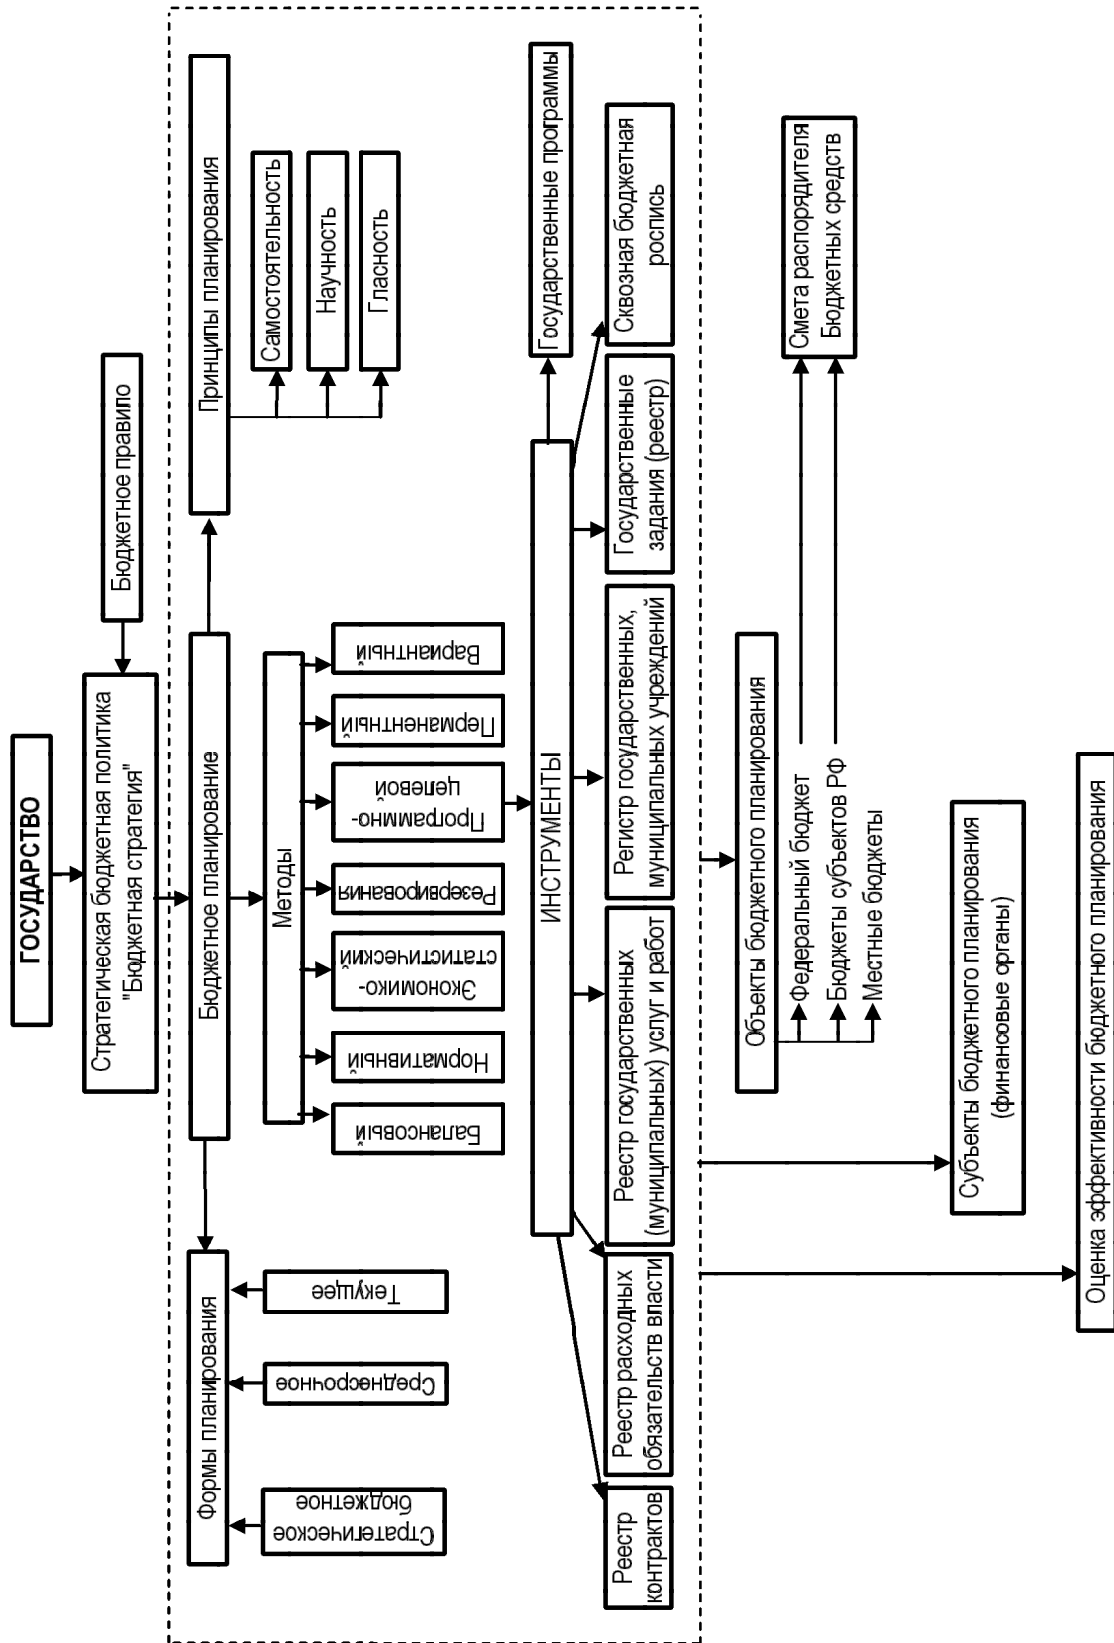 ГОСУДАРСТВО
Стратегическая бюджетная политика
"Бюджетная стратегия"
Бюджетное правило
Бюджетное планирование
Формы планирования
Стратегическое
бюджетное
Среднесрочное
Текущее
Принципы планирования
Самостоятельность
Научность
Гласность
Методы
Балансовый
Нормативный
Экономико-
статистический
Резервирования
Программно-
целевой
Перманентный
Вариантный
ИНСТРУМЕНТЫ
Государственные программы
Реестр
контрактов
Реестр расходных
обязательств власти
Реестр государственных
(муниципальных) услуг и работ
Регистр государственных,
муниципальных учреждений
Государственные
задания (реестр)
Сквозная бюджетная
роспись
Объекты бюджетного планирования
Федеральный бюджет
Бюджеты субъектов РФ
Местные бюджеты
Смета распорядителя
Бюджетных средств
Субъекты бюджетного планирования
(финансовые органы)
Оценка эффективности бюджетного планирования